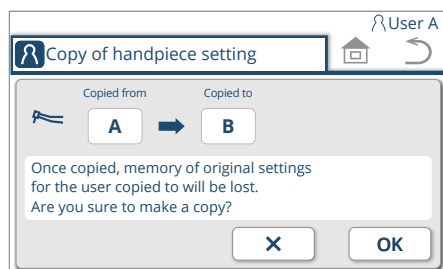 User A
Copy of handpiece setting
Copied from
Copied to
A
B
Once copied, memory of original settings
for the user copied to will be lost.
Are you sure to make a copy?
OK